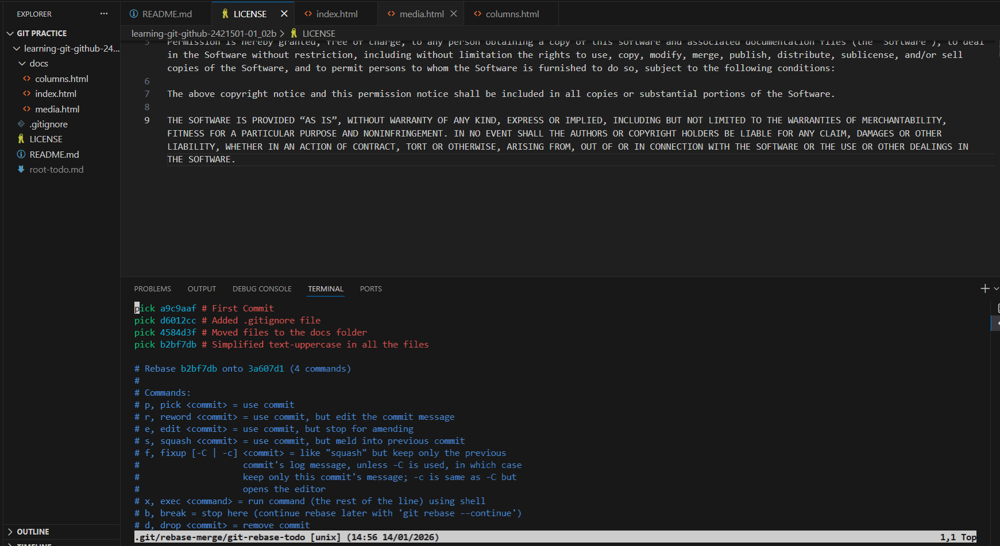 EXPLORER
GIT PRACTICE
learning-git-github-24...
docs
columns.html
index.html
media.html
.gitignore
LICENSE
README.md
root-todo.md
OUTLINE
TIMELINE
README.md
LICENSE
index.html
media.html
columns.html
learning-git-github-2421501-01_02b > LICENSE
5 Permission is hereby granted, free of charge, to any person obtaining a copy of this software and associated documentation files (the "Software"), to deal
in the Software without restriction, including without limitation the rights to use, copy, modify, merge, publish, distribute, sublicense, and/or sell
copies of the Software, and to permit persons to whom the Software is furnished to do so, subject to the following conditions:
6
7 The above copyright notice and this permission notice shall be included in all copies or substantial portions of the Software.
8
9 THE SOFTWARE IS PROVIDED “AS IS”, WITHOUT WARRANTY OF ANY KIND, EXPRESS OR IMPLIED, INCLUDING BUT NOT LIMITED TO THE WARRANTIES OF MERCHANTABILITY,
FITNESS FOR A PARTICULAR PURPOSE AND NONINFRINGEMENT. IN NO EVENT SHALL THE AUTHORS OR COPYRIGHT HOLDERS BE LIABLE FOR ANY CLAIM, DAMAGES OR OTHER
LIABILITY, WHETHER IN AN ACTION OF CONTRACT, TORT OR OTHERWISE, ARISING FROM, OUT OF OR IN CONNECTION WITH THE SOFTWARE OR THE USE OR OTHER DEALINGS IN
THE SOFTWARE.
PROBLEMS OUTPUT DEBUG CONSOLE TERMINAL PORTS
pick a9c9aaf # First Commit
pick d6012cc # Added .gitignore file
pick 4584d3f # Moved files to the docs folder
pick b2bf7db # Simplified text-uppercase in all the files
# Rebase b2bf7db onto 3a607d1 (4 commands)
#
# Commands:
# p, pick <commit> = use commit
# r, reword <commit> = use commit, but edit the commit message
# e, edit <commit> = use commit, but stop for amending
# s, squash <commit> = use commit, but meld into previous commit
# f, fixup [-C | -c] <commit> = like "squash" but keep only the previous
# commit's log message, unless -C is used, in which case
# keep only this commit's message; -c is same as -C but
# opens the editor
# x, exec <command> = run command (the rest of the line) using shell
# b, break = stop here (continue rebase later with 'git rebase --continue')
# d, drop <commit> = remove commit
.git/rebase-merge/git-rebase-todo [unix] (14:56 14/01/2026) 1,1 Top